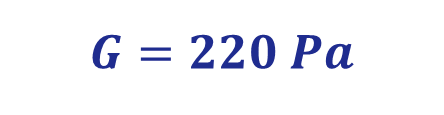 G = 220 Pa